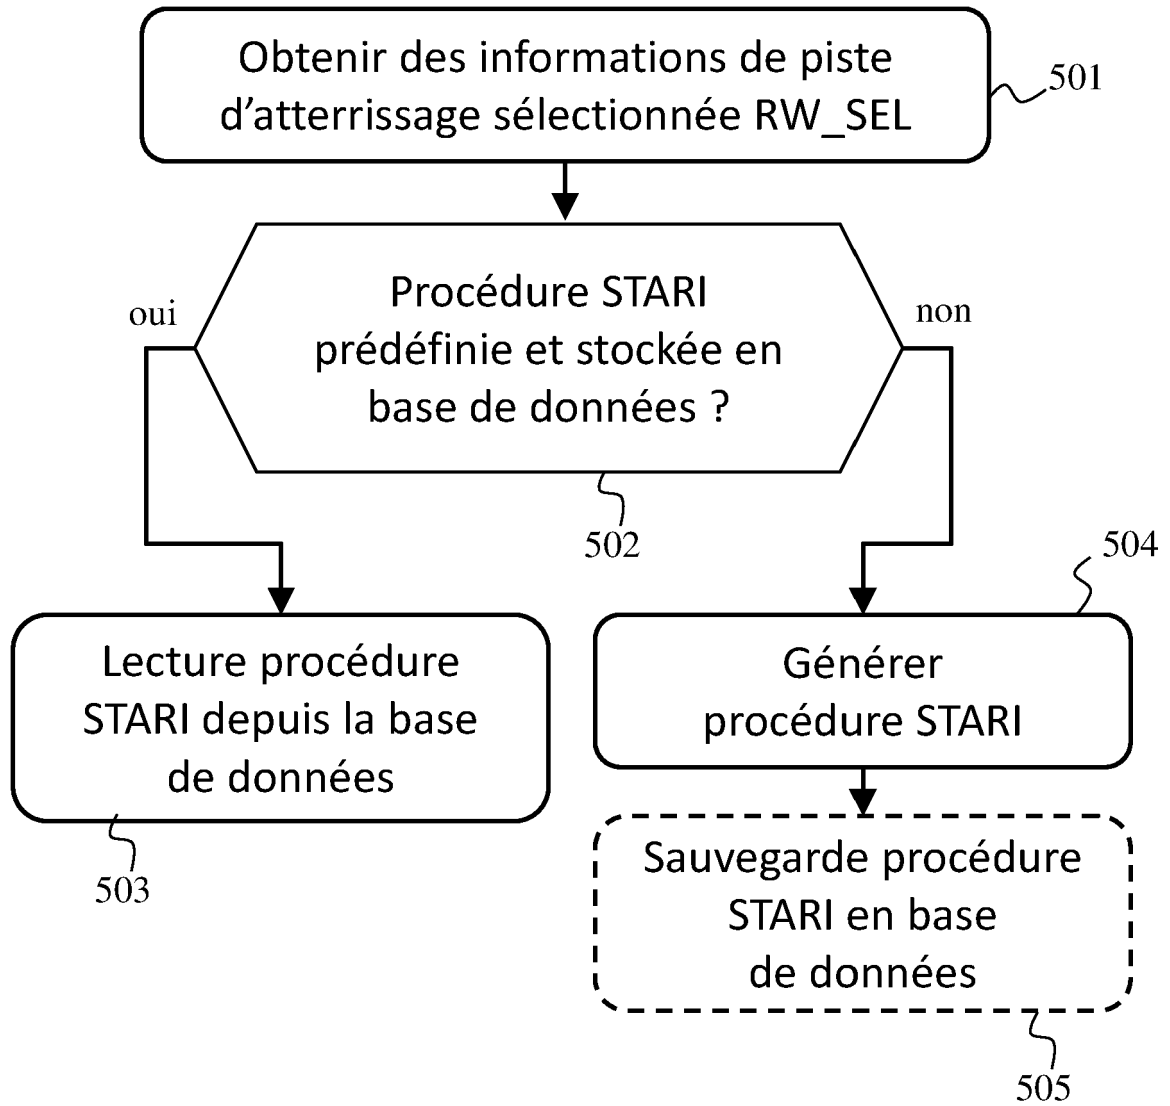 Obtenir des informations de piste
d’atterrissage sélectionnée RW_SEL
501
Procédure STARI
prédéfinie et stockée en
base de données ?
oui
non
502
504
Lecture procédure
STARI depuis la base
de données
503
Générer
procédure STARI
Sauvegarde procédure
STARI en base
de données
505